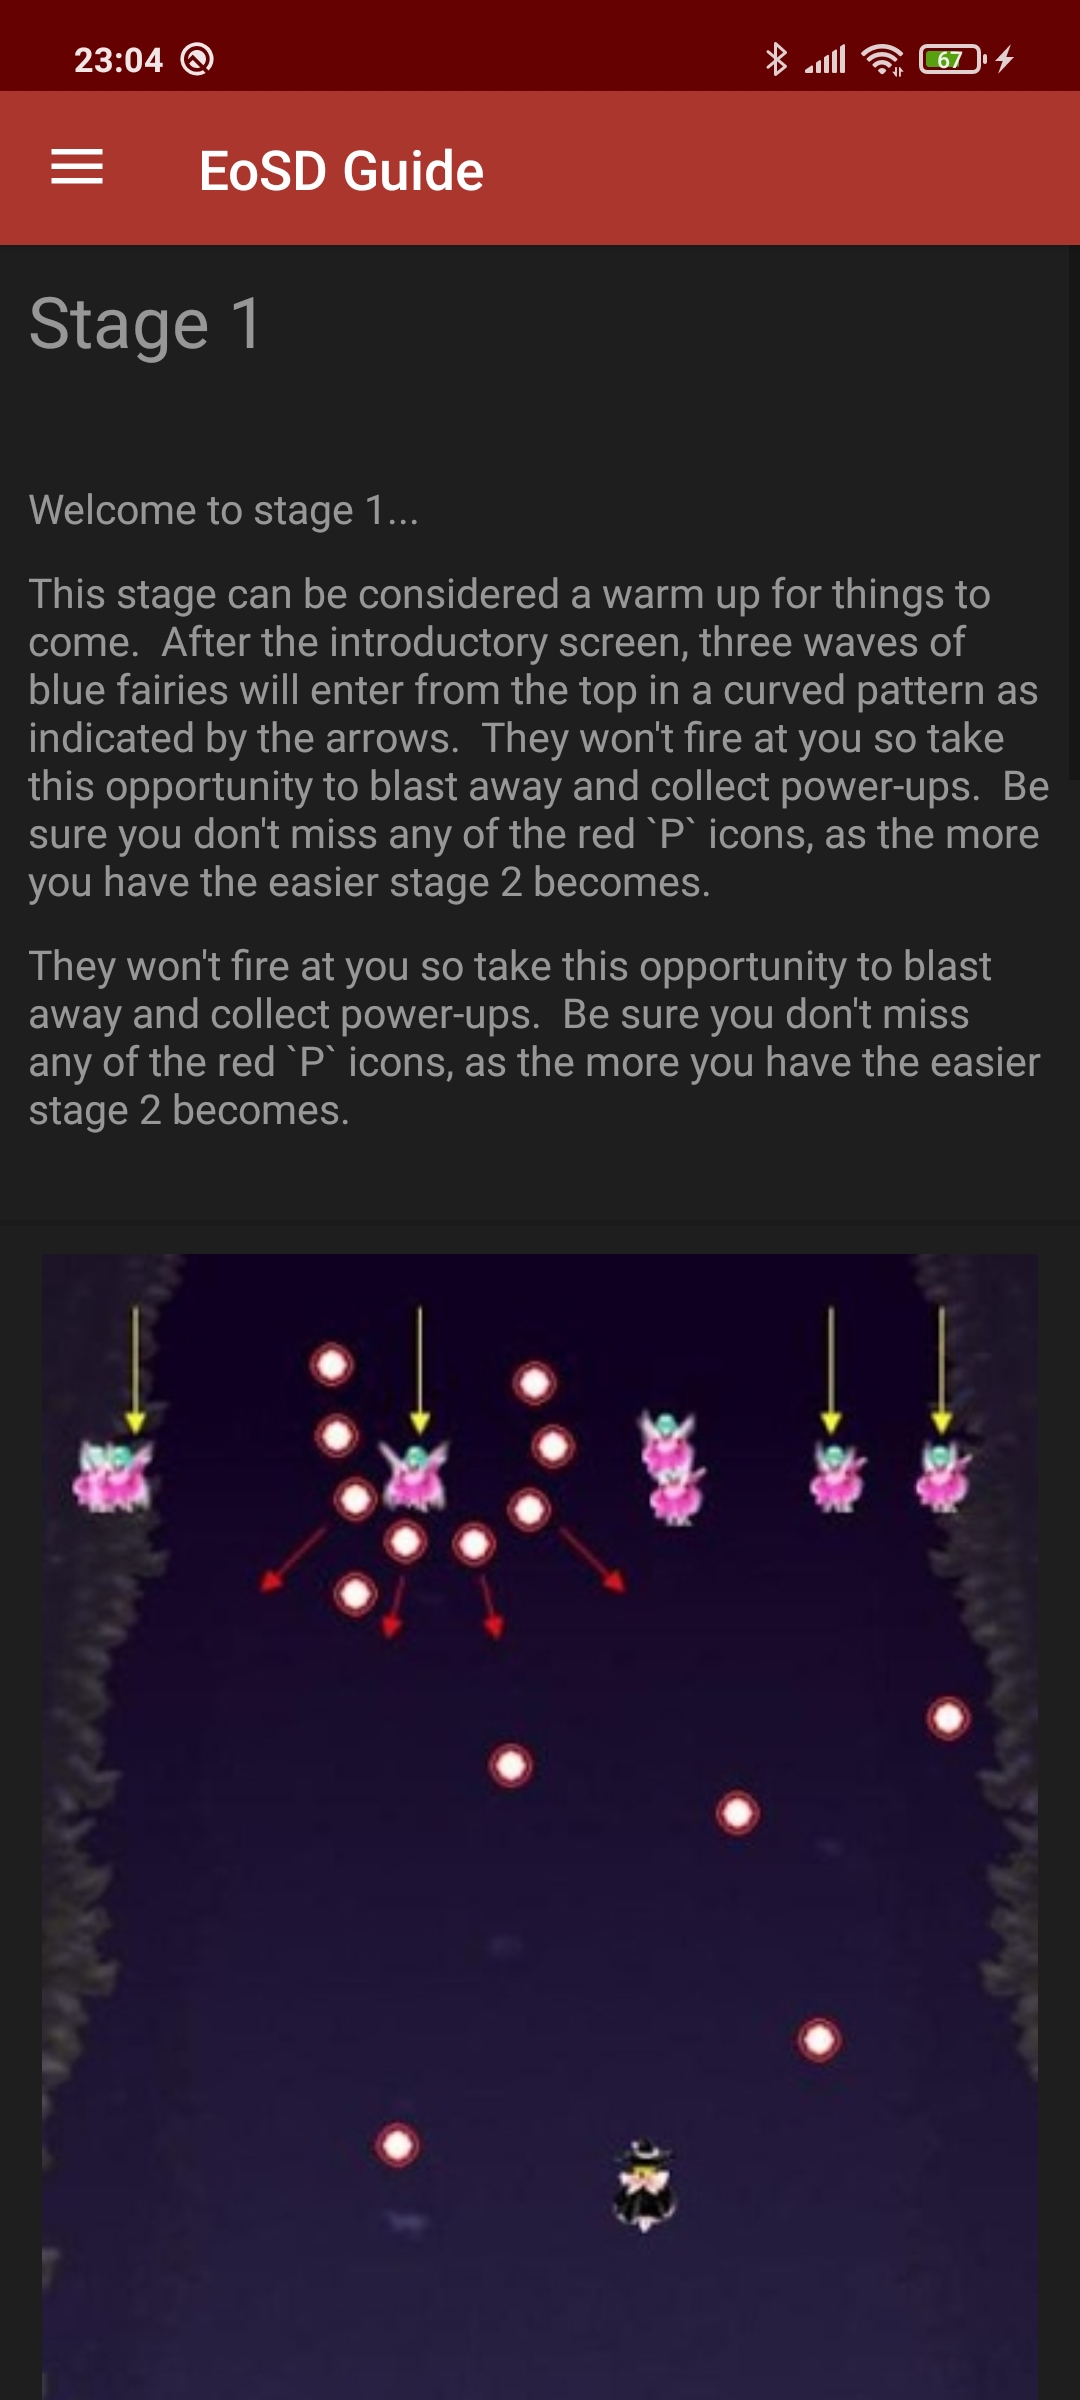 23:04
67
EoSD Guide
Stage 1
Welcome to stage 1...
This stage can be considered a warm up for things to
come.  After the introductory screen, three waves of
blue fairies will enter from the top in a curved pattern as
indicated by the arrows.  They won't fire at you so take
this opportunity to blast away and collect power-ups.  Be
sure you don't miss any of the red `P` icons, as the more
you have the easier stage 2 becomes.
They won't fire at you so take this opportunity to blast
away and collect power-ups.  Be sure you don't miss
any of the red `P` icons, as the more you have the easier
stage 2 becomes.